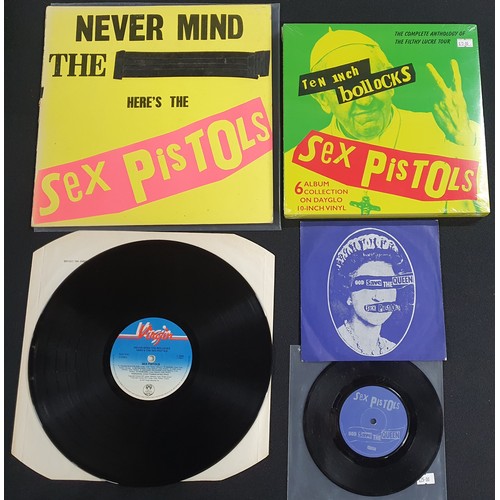 NEVER MIND
THE
HERE'S THE
Sex PisTOLs
THE COMPLETE ANTHOLOGY OF
THE FILTHY LUCRE TOUR
Ten inch
bollocks
Sex PisTOLs
6 ALBUM
COLLECTION
ON DAYGLO
10-INCH VINYL
GOD Save THE QUEEN
Sex PisTOLs
Virgin
SEX PISTOLS
Sex PisTOLs
GOD Save THE QUEEN